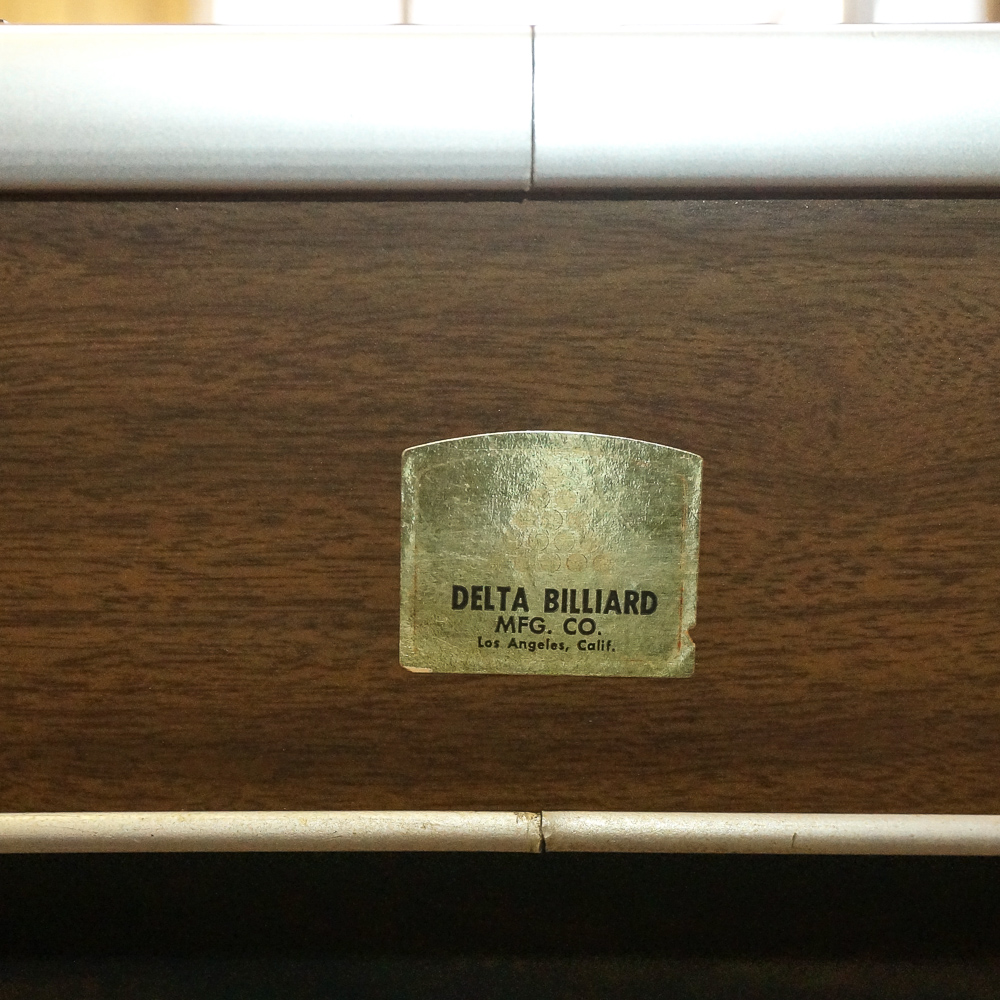 DELTA BILLIARD
MFG. CO.
Los Angeles, Calif.